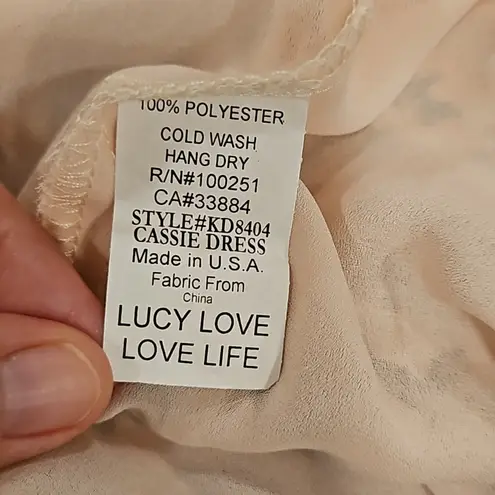 100% POLYESTER
COLD WASH
HANG DRY
R/N#100251
CA#33884
STYLE#KD8404
CASSIE DRESS
Made in U.S.A.
Fabric From
China
LUCY LOVE
LOVE LIFE